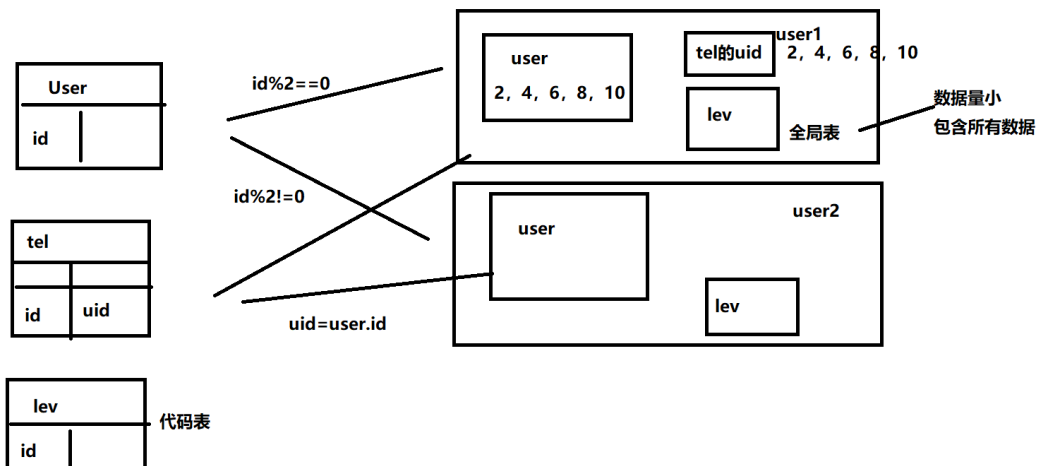 User
id
id%2==0
id%2!=0
tel
id
uid
uid=user.id
lev
id
代码表
user1
user
2，4，6，8，10
tel的uid
2，4，6，8，10
lev
全局表
数据量小
包含所有数据
user2
user
lev